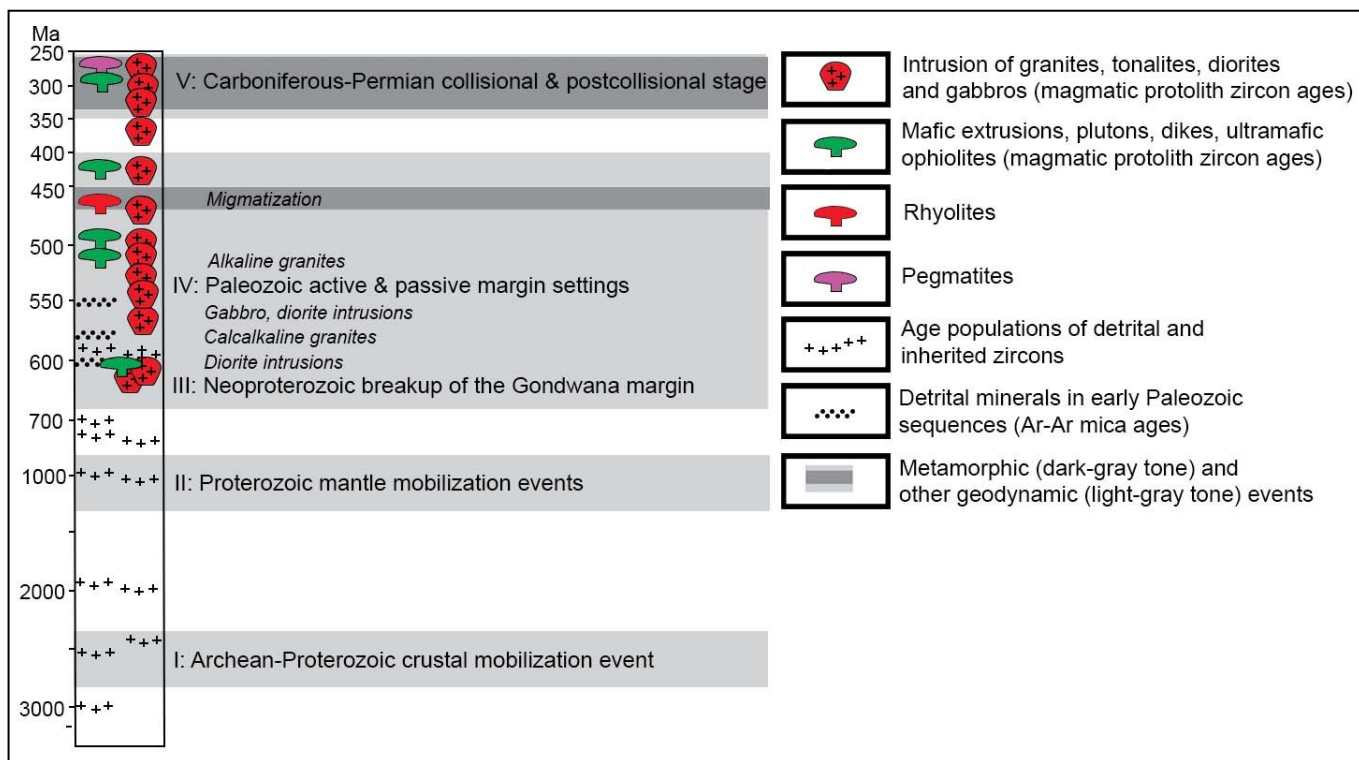 Ma
250
300
350
400
450
500
550
600
700
1000
2000
3000
V: Carboniferous-Permian collisional & postcollisional stage
Migmatization
Alkaline granites
IV: Paleozoic active & passive margin settings
Gabbro, diorite intrusions
Calcalkaline granites
Diorite intrusions
III: Neoproterozoic breakup of the Gondwana margin
II: Proterozoic mantle mobilization events
I: Archean-Proterozoic crustal mobilization event
Intrusion of granites, tonalites, diorites
and gabbros (magmatic protolith zircon ages)
Mafic extrusions, plutons, dikes, ultramafic
ophiolites (magmatic protolith zircon ages)
Rhyolites
Pegmatites
Age populations of detrital and
inherited zircons
Detrital minerals in early Paleozoic
sequences (Ar-Ar mica ages)
Metamorphic (dark-gray tone) and
other geodynamic (light-gray tone) events